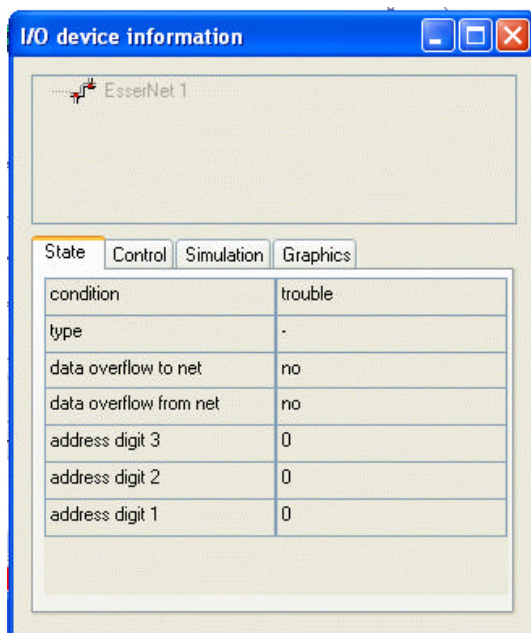 I/O device information
EsserNet 1
State Control Simulation Graphics
condition trouble
type -
data overflow to net no
data overflow from net no
address digit 3 0
address digit 2 0
address digit 1 0